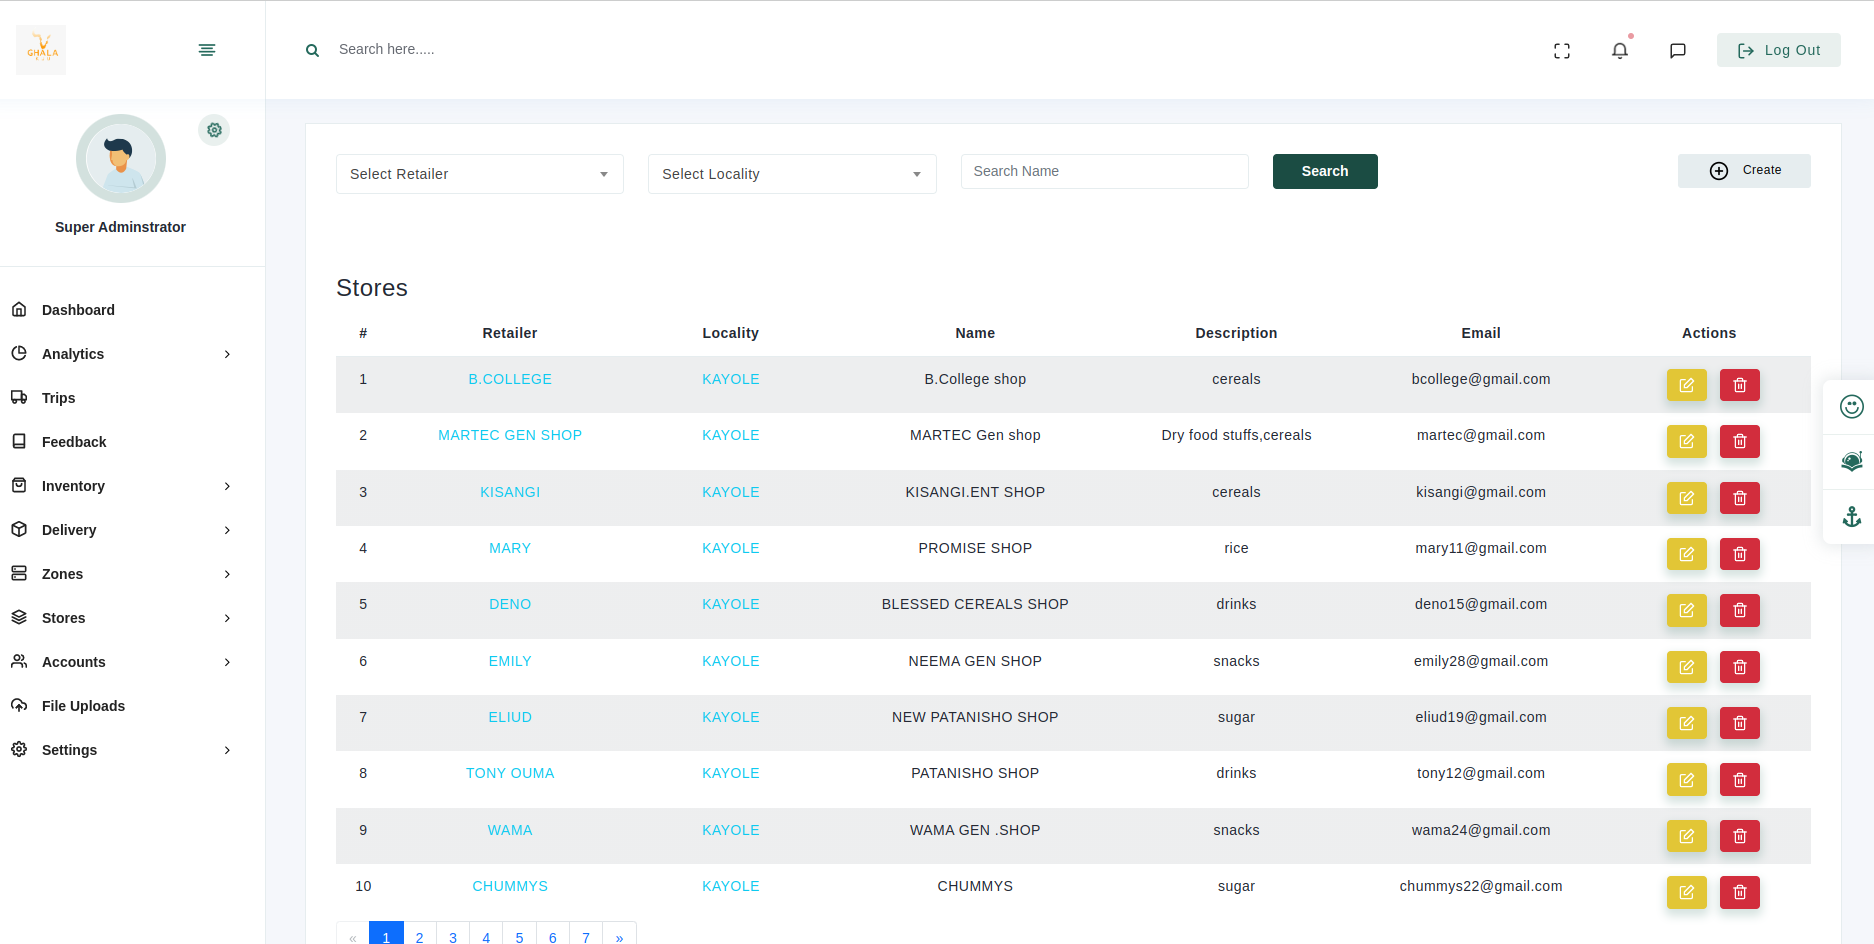 GHALA
Search here.....
Log Out
Super Adminstrator
Dashboard
Analytics
Trips
Feedback
Inventory
Delivery
Zones
Stores
Accounts
File Uploads
Settings
Select Retailer
Select Locality
Search Name
Search
Create
Stores
# Retailer Locality Name Description Email Actions
1 B.COLLEGE KAYOLE B.College shop cereals bcollege@gmail.com
2 MARTEC GEN SHOP KAYOLE MARTEC Gen shop Dry food stuffs,cereals martec@gmail.com
3 KISANGI KAYOLE KISANGI.ENT SHOP cereals kisangi@gmail.com
4 MARY KAYOLE PROMISE SHOP rice mary11@gmail.com
5 DENO KAYOLE BLESSED CEREALS SHOP drinks deno15@gmail.com
6 EMILY KAYOLE NEEMA GEN SHOP snacks emily28@gmail.com
7 ELIUD KAYOLE NEW PATANISHO SHOP sugar eliud19@gmail.com
8 TONY OUMA KAYOLE PATANISHO SHOP drinks tony12@gmail.com
9 WAMA KAYOLE WAMA GEN .SHOP snacks wama24@gmail.com
10 CHUMMYS KAYOLE CHUMMYS sugar chummys22@gmail.com
« 1 2 3 4 5 6 7 »